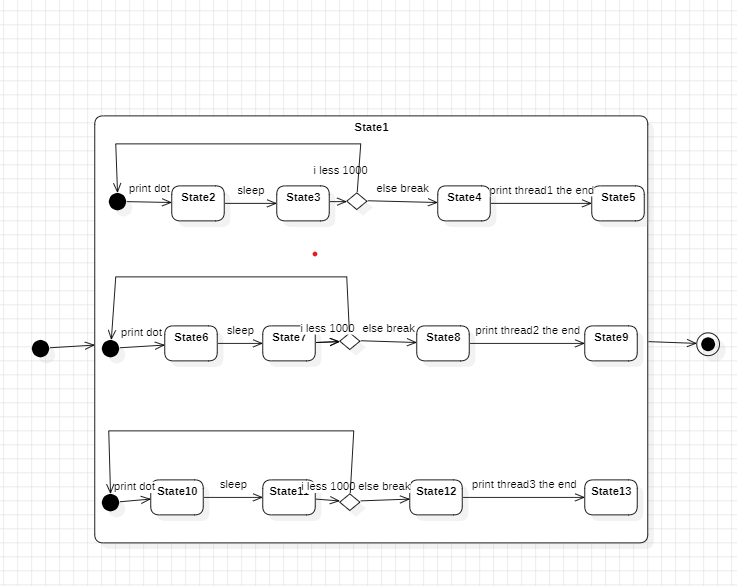 State1
i less 1000
print dot
State2
sleep
State3
else break
State4
print thread1 the end
State5
i less 1000
print dot
State6
sleep
State7
else break
State8
print thread2 the end
State9
print dot
State10
sleep
State11
i less 1000
else break
State12
print thread3 the end
State13